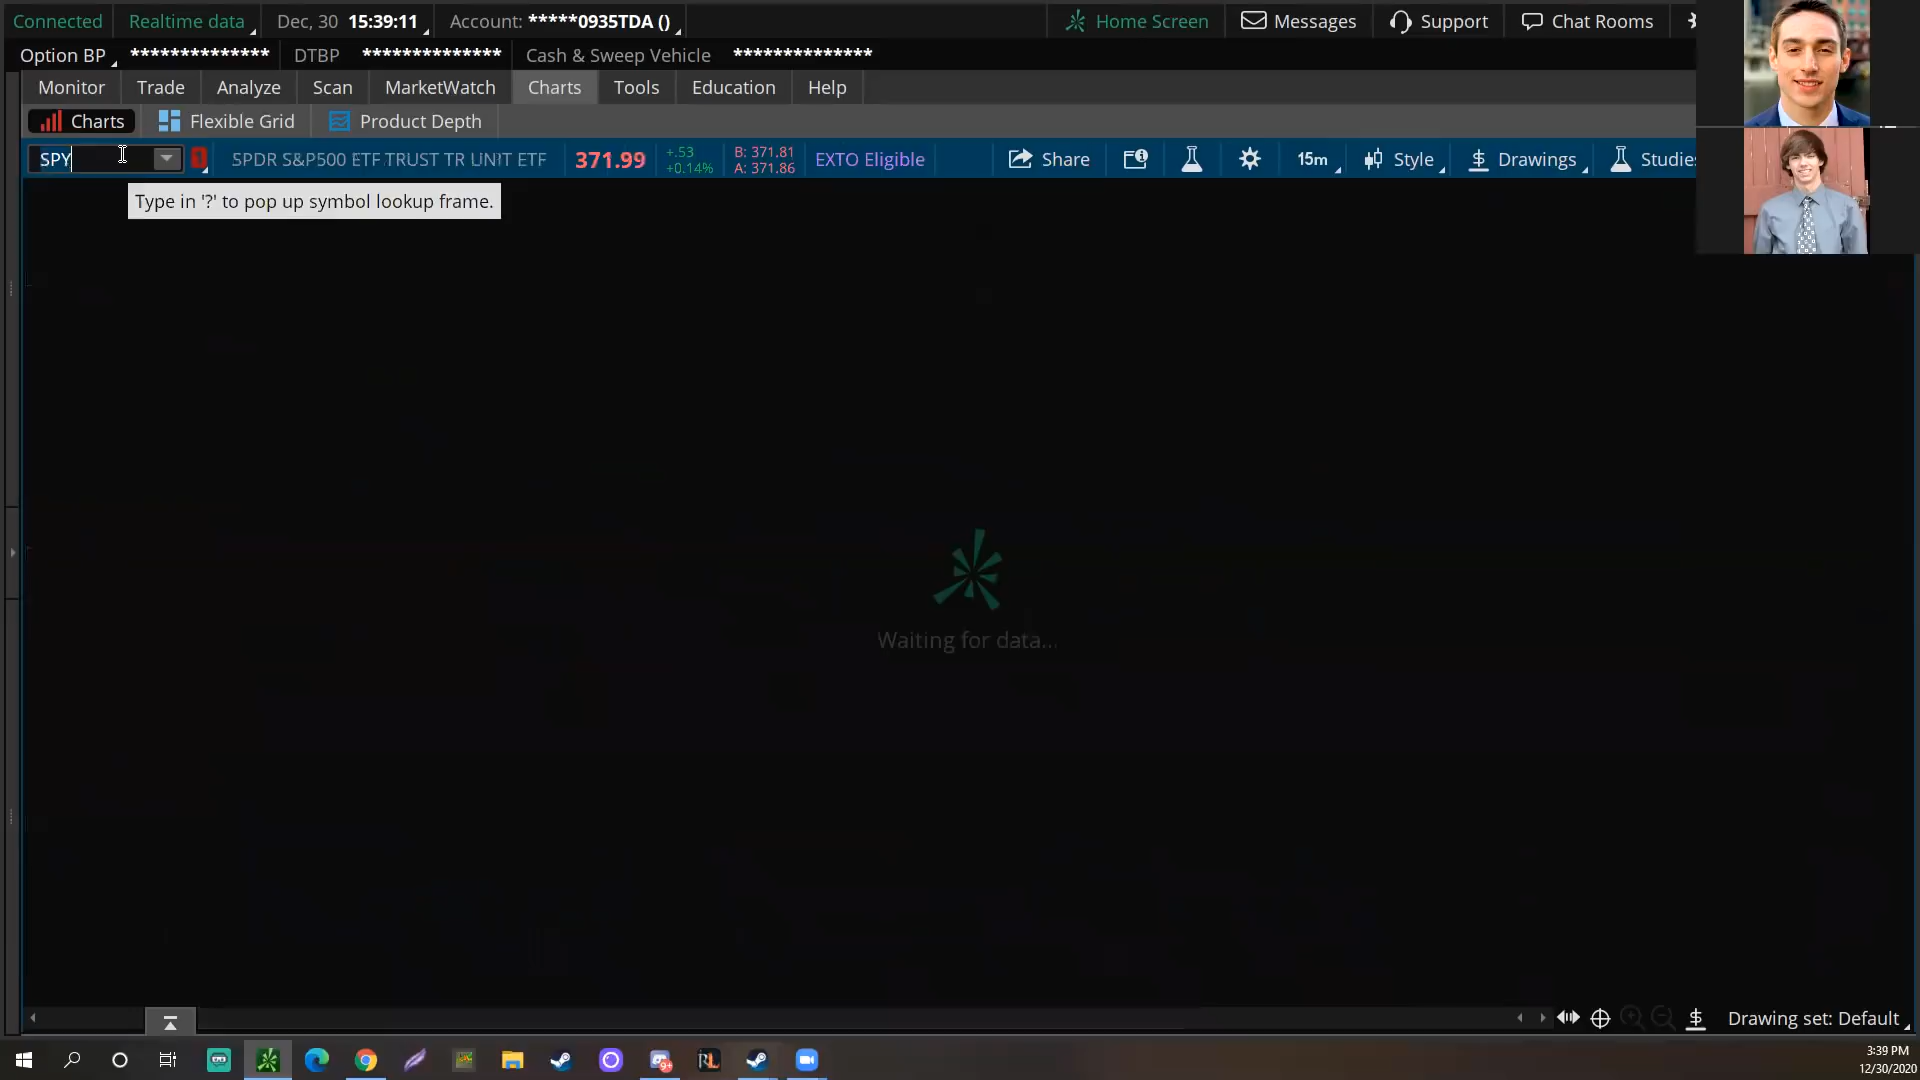 Connected Realtime data Dec, 30 15:39:11 Account: *****0935TDA () Home Screen Messages Support Chat Rooms
Option BP ************** DTBP ************** Cash & Sweep Vehicle **************
Monitor Trade Analyze Scan MarketWatch Charts Tools Education Help
Charts Flexible Grid Product Depth
SPY 1 SPDR S&P500 ETF TRUST TR UNIT ETF 371.99 +.53 B: 371.81 EXTO Eligible Share 15m Style $ Drawings Studies
+0.14% A: 371.86
Type in '?' to pop up symbol lookup frame.
Waiting for data...
$ Drawing set: Default
9+ RL 3:39 PM
12/30/2020